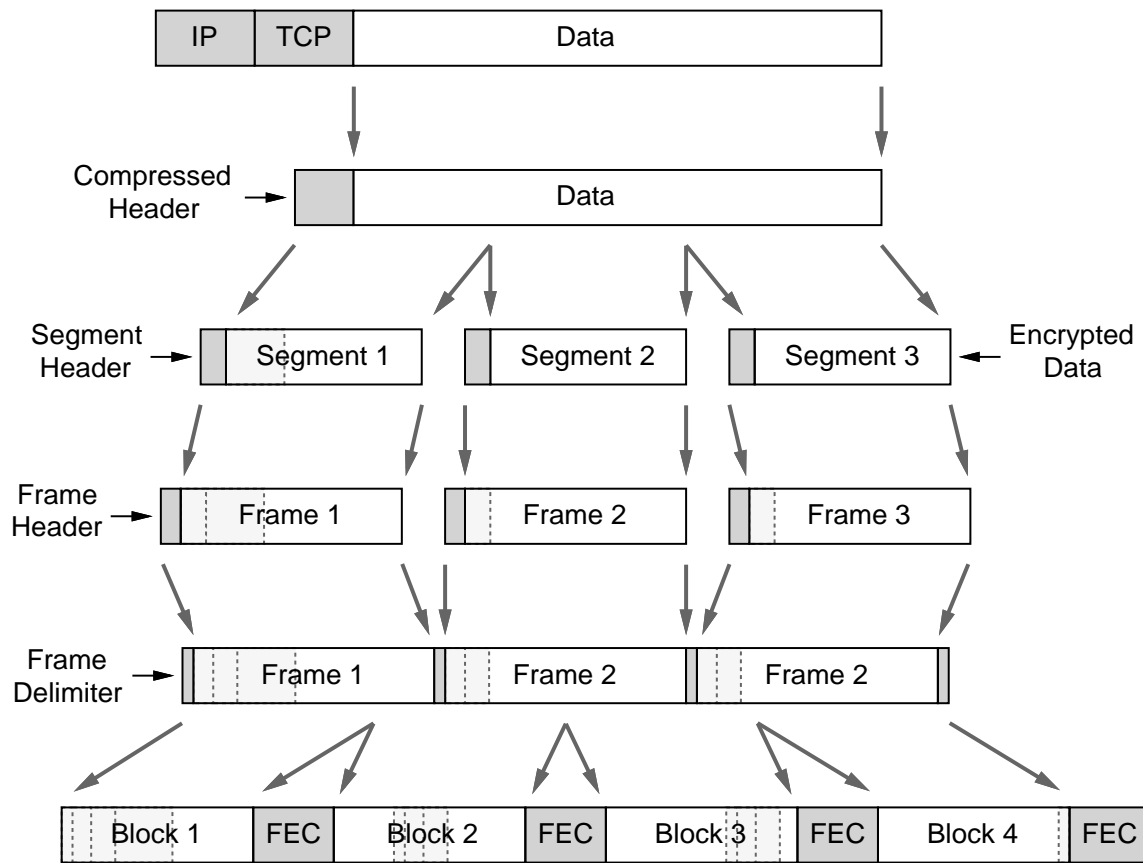 IP TCP Data
Compressed
Header
Data
Segment
Header
Segment 1 Segment 2 Segment 3
Encrypted
Data
Frame
Header
Frame 1 Frame 2 Frame 3
Frame
Delimiter
Frame 1 Frame 2 Frame 2
Block 1 FEC Block 2 FEC Block 3 FEC Block 4 FEC